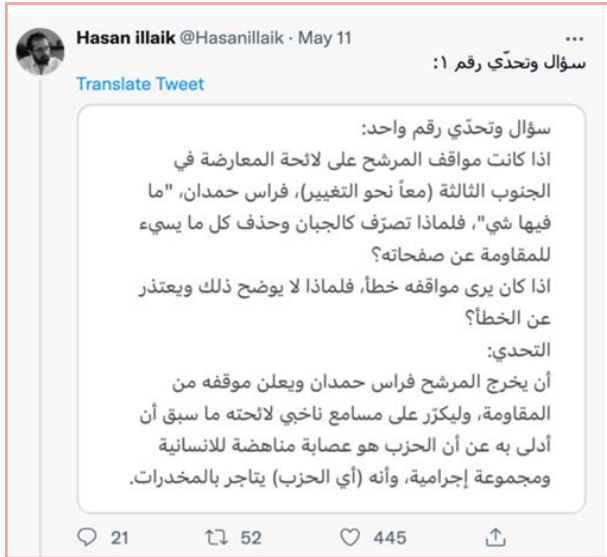 Hasan illaik @Hasanillaik · May 11 ...
سؤال وتحدّي رقم ١:
Translate Tweet
سؤال وتحدّي رقم واحد:
اذا كانت مواقف المرشح على لائحة المعارضة في
الجنوب الثالثة (معاً نحو التغيير)، فراس حمدان، "ما
فيها شي"، فلماذا تصرّف كالجبان وحذف كل ما يسيء
للمقاومة عن صفحاته؟
اذا كان يرى مواقفه خطأ، فلماذا لا يوضح ذلك ويعتذر
عن الخطأ؟
التحدي:
أن يخرج المرشح فراس حمدان ويعلن موقفه من
المقاومة، وليكرّر على مسامع ناخبي لائحته ما سبق أن
أدلى به عن أن الحزب هو عصابة مناهضة للانسانية
ومجموعة إجرامية، وأنه (أي الحزب) يتاجر بالمخدرات.
21 52 445